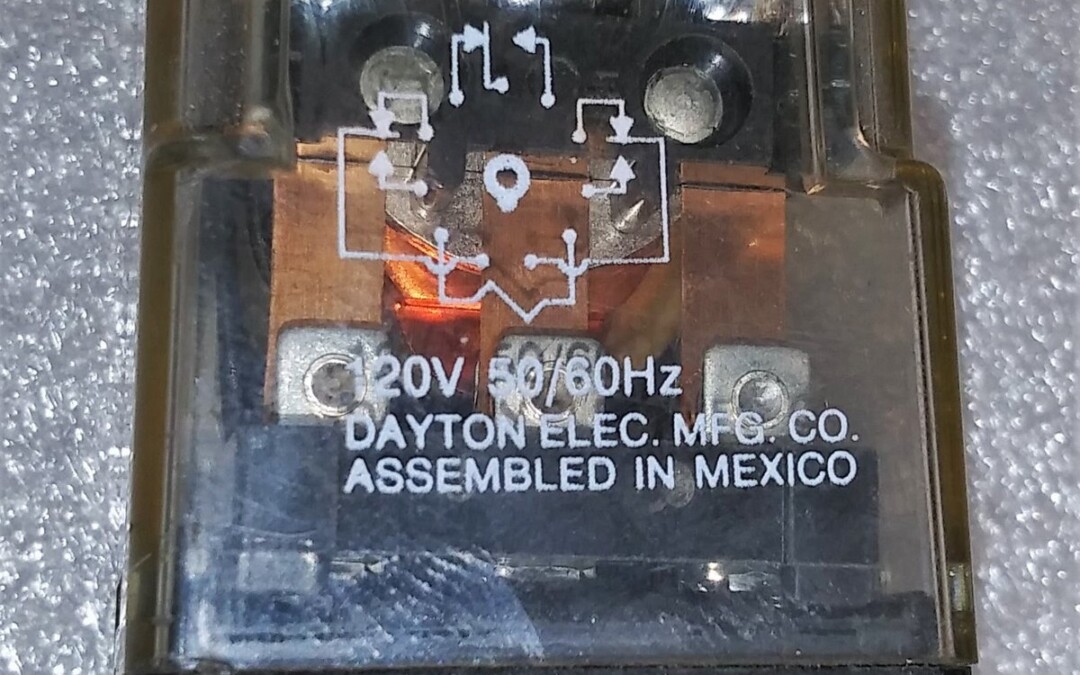 120V 50/60Hz
DAYTON ELEC. MFG. CO.
ASSEMBLED IN MEXICO